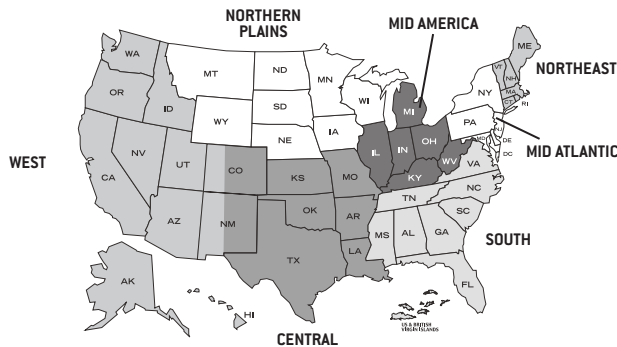 NORTHERN
PLAINS
MID AMERICA
NORTHEAST
MID ATLANTIC
WEST
SOUTH
CENTRAL
WA
OR
ID
MT
ND
MN
WI
MI
NY
VT
NH
ME
MA
CT
RI
WY
SD
IA
NE
PA
NJ
MD
DE
DC
CA
NV
UT
CO
KS
MO
IL
IN
OH
WV
VA
KY
NC
TN
AZ
NM
OK
AR
TX
LA
MS
AL
GA
SC
FL
AK
HI
US & BRITISH
VIRGIN ISLANDS